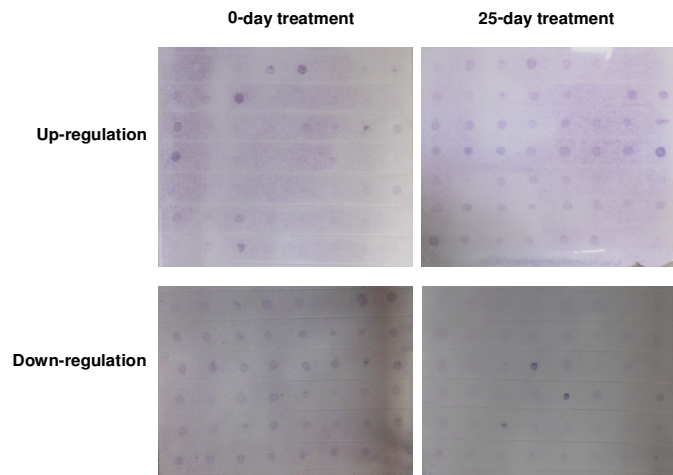 0-day treatment
25-day treatment
Up-regulation
Down-regulation